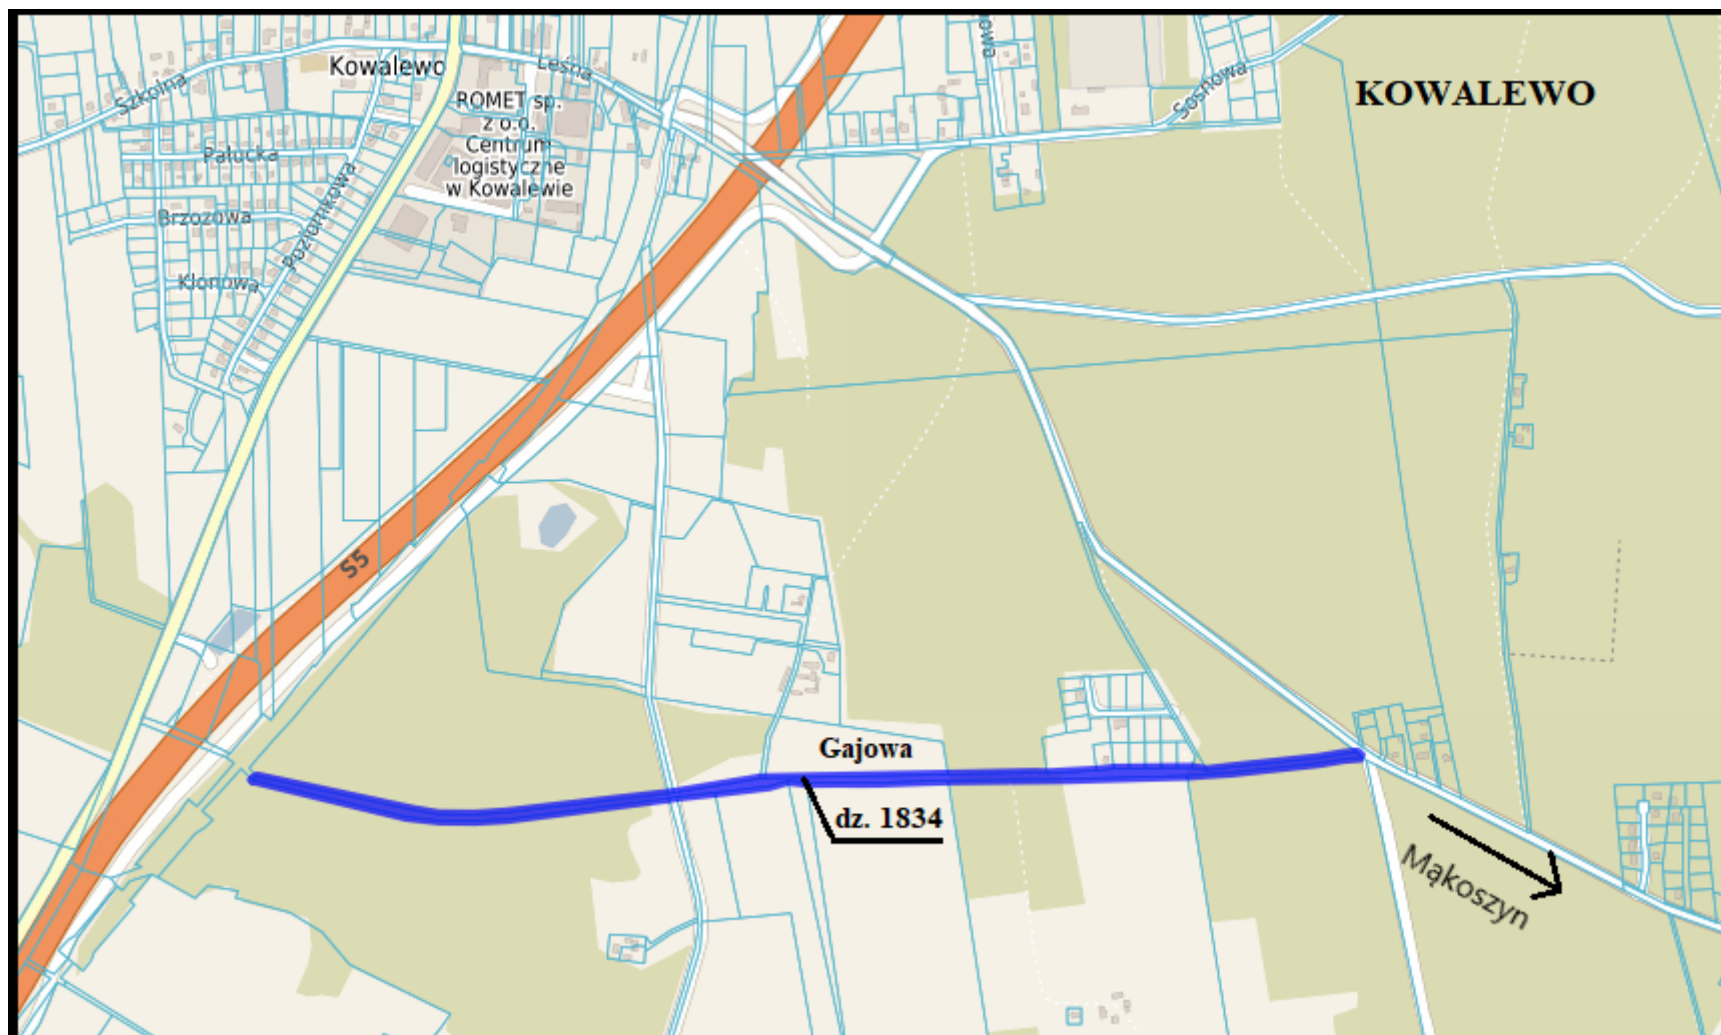 KOWALEWO
Kowalewo
Leśna
Szkolna
Sosnowa
ROMET sp.
z o.o.
Centrum
logistyczne
w Kowalewie
Pałucka
Brzozowa
Poziomkowa
Klonowa
S5
Gajowa
dz. 1834
Mąkoszyn